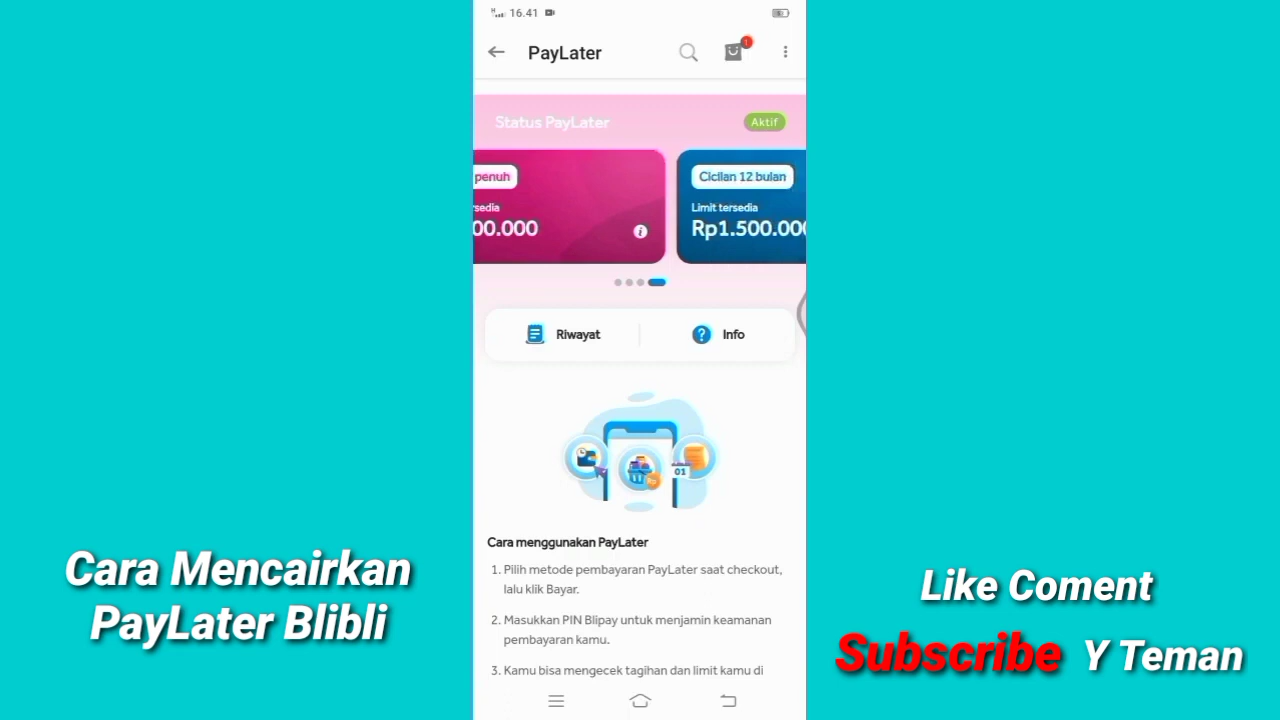 16.41
PayLater
1
Status PayLater
Aktif
penuh
Cicilan 12 bulan
rsedia
Limit tersedia
00.000
Rp1.500.000
Riwayat
? Info
01
Rp
Cara menggunakan PayLater
1. Pilih metode pembayaran PayLater saat checkout,
lalu klik Bayar.
2. Masukkan PIN Blipay untuk menjamin keamanan
pembayaran kamu.
3. Kamu bisa mengecek tagihan dan limit kamu di
Cara Mencairkan
PayLater Blibli
Like Coment
Subscribe Y Teman